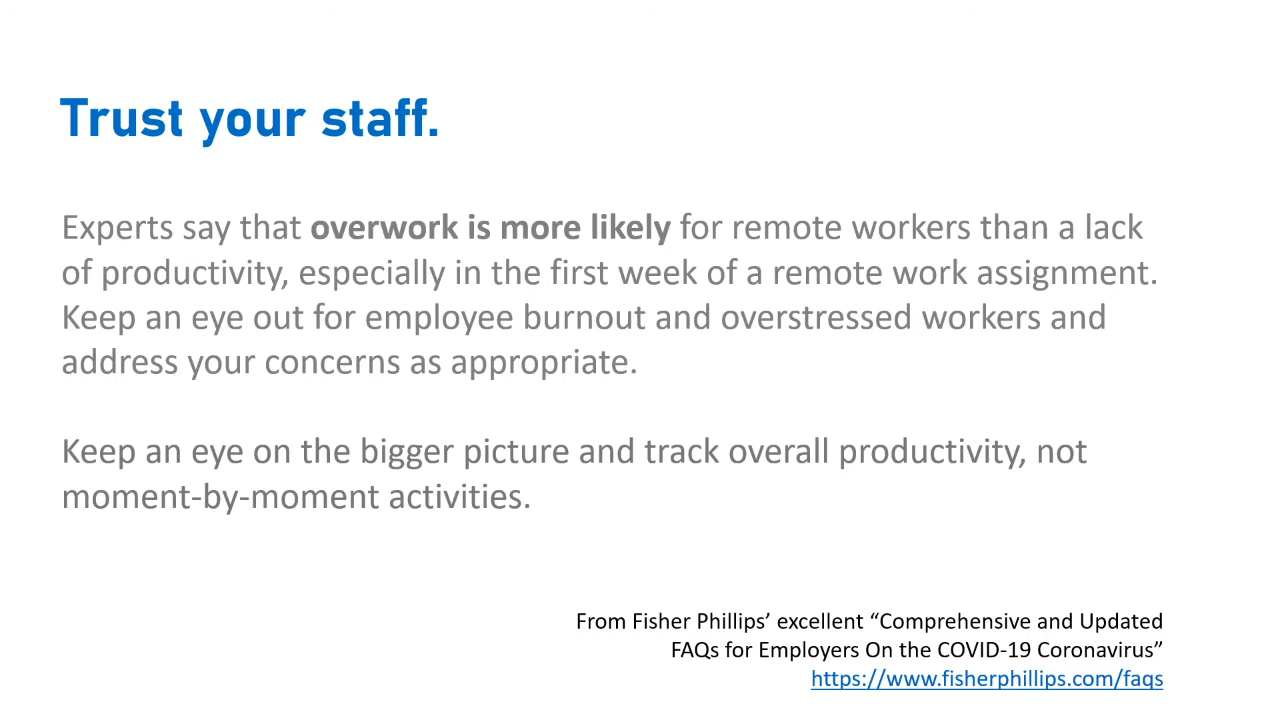 Trust your staff.
Experts say that overwork is more likely for remote workers than a lack
of productivity, especially in the first week of a remote work assignment.
Keep an eye out for employee burnout and overstressed workers and
address your concerns as appropriate.
Keep an eye on the bigger picture and track overall productivity, not
moment-by-moment activities.
From Fisher Phillips’ excellent “Comprehensive and Updated
FAQs for Employers On the COVID-19 Coronavirus”
https://www.fisherphillips.com/faqs